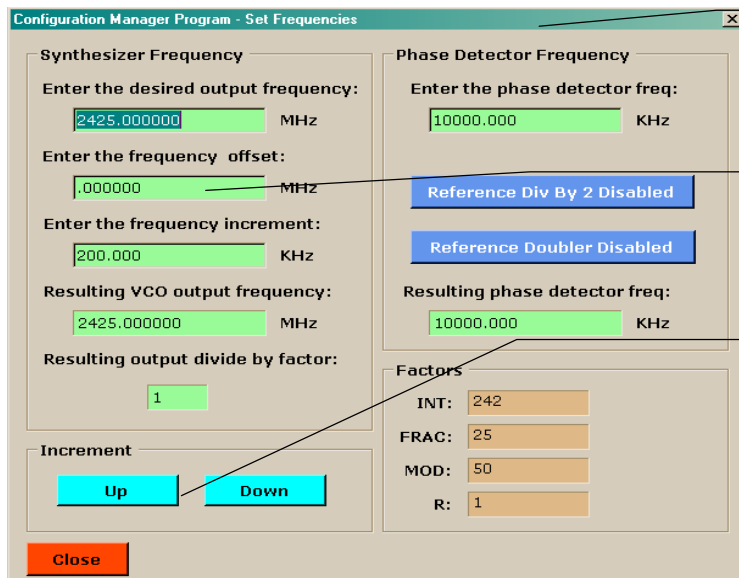 Configuration Manager Program - Set Frequencies
Synthesizer Frequency
Enter the desired output frequency:
2425.000000 MHz
Enter the frequency offset:
.000000 MHz
Enter the frequency increment:
200.000 KHz
Resulting VCO output frequency:
2425.000000 MHz
Resulting output divide by factor:
1
Increment
Up Down
Close
Phase Detector Frequency
Enter the phase detector freq:
10000.000 KHz
Reference Div By 2 Disabled
Reference Doubler Disabled
Resulting phase detector freq:
10000.000 KHz
Factors
INT: 242
FRAC: 25
MOD: 50
R: 1